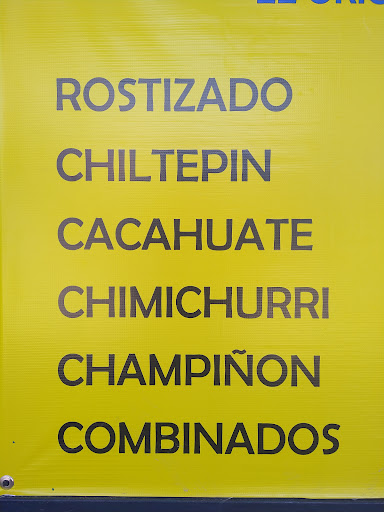 ROSTIZADO
CHILTEPIN
CACAHUATE
CHIMICHURRI
CHAMPIÑON
COMBINADOS